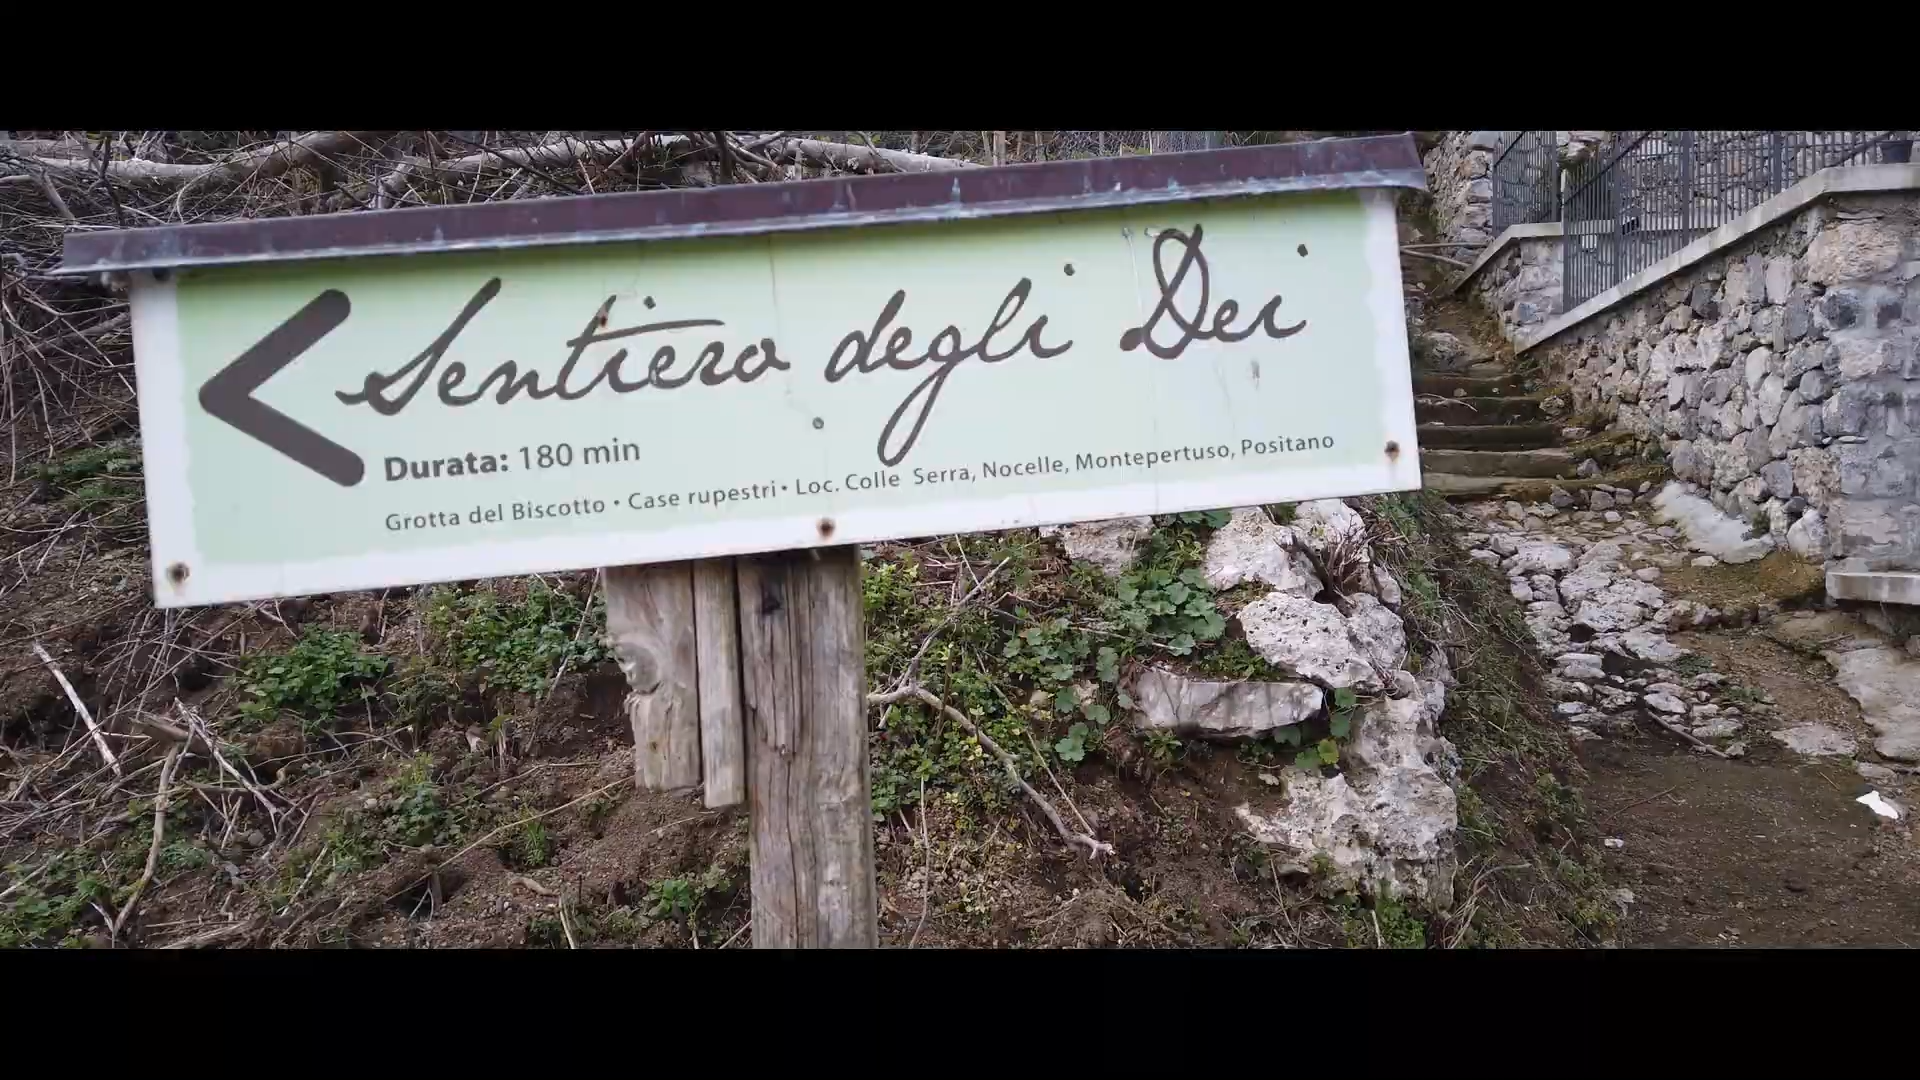 Sentiero degli Dei
Durata: 180 min
Grotta del Biscotto • Case rupestri • Loc. Colle Serra, Nocelle, Montepertuso, Positano